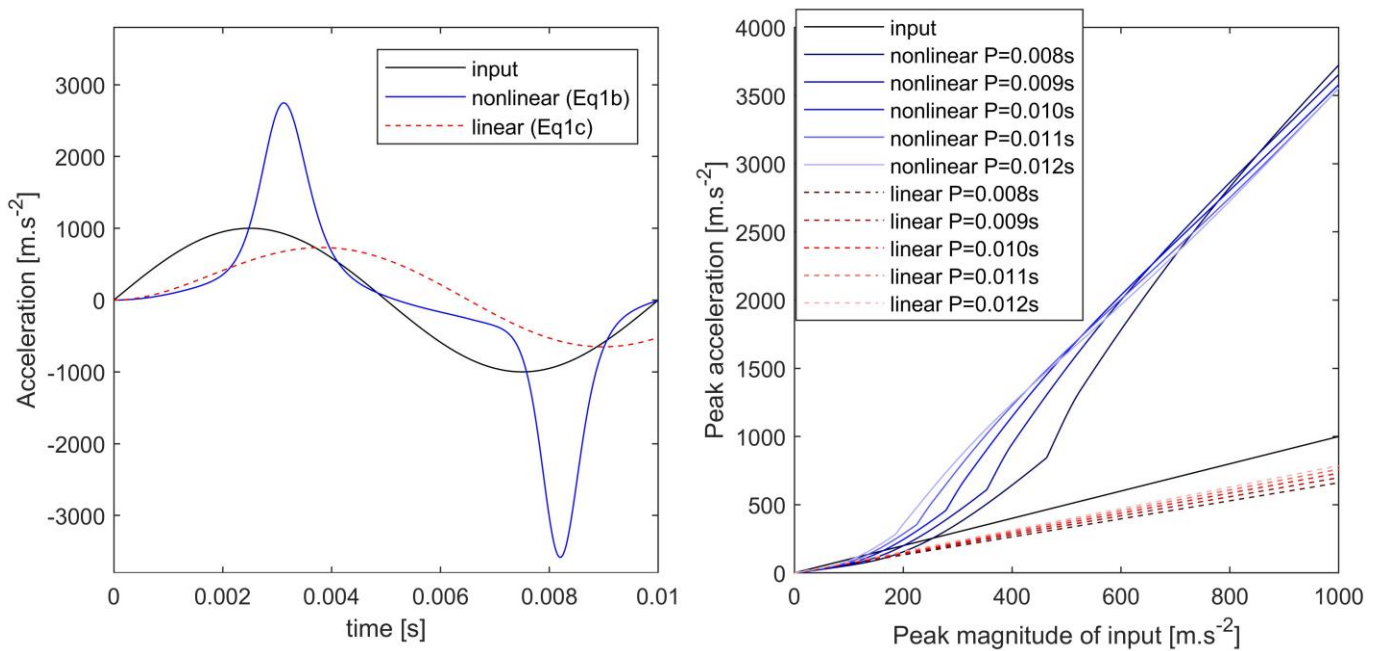 3000
2000
1000
0
-1000
-2000
-3000
Acceleration [m.s-2]
input
nonlinear (Eq1b)
linear (Eq1c)
0 0.002 0.004 0.006 0.008 0.01
time [s]
4000
3500
3000
2500
2000
1500
1000
500
0
Peak acceleration [m.s-2]
input
nonlinear P=0.008s
nonlinear P=0.009s
nonlinear P=0.010s
nonlinear P=0.011s
nonlinear P=0.012s
linear P=0.008s
linear P=0.009s
linear P=0.010s
linear P=0.011s
linear P=0.012s
0 200 400 600 800 1000
Peak magnitude of input [m.s-2]